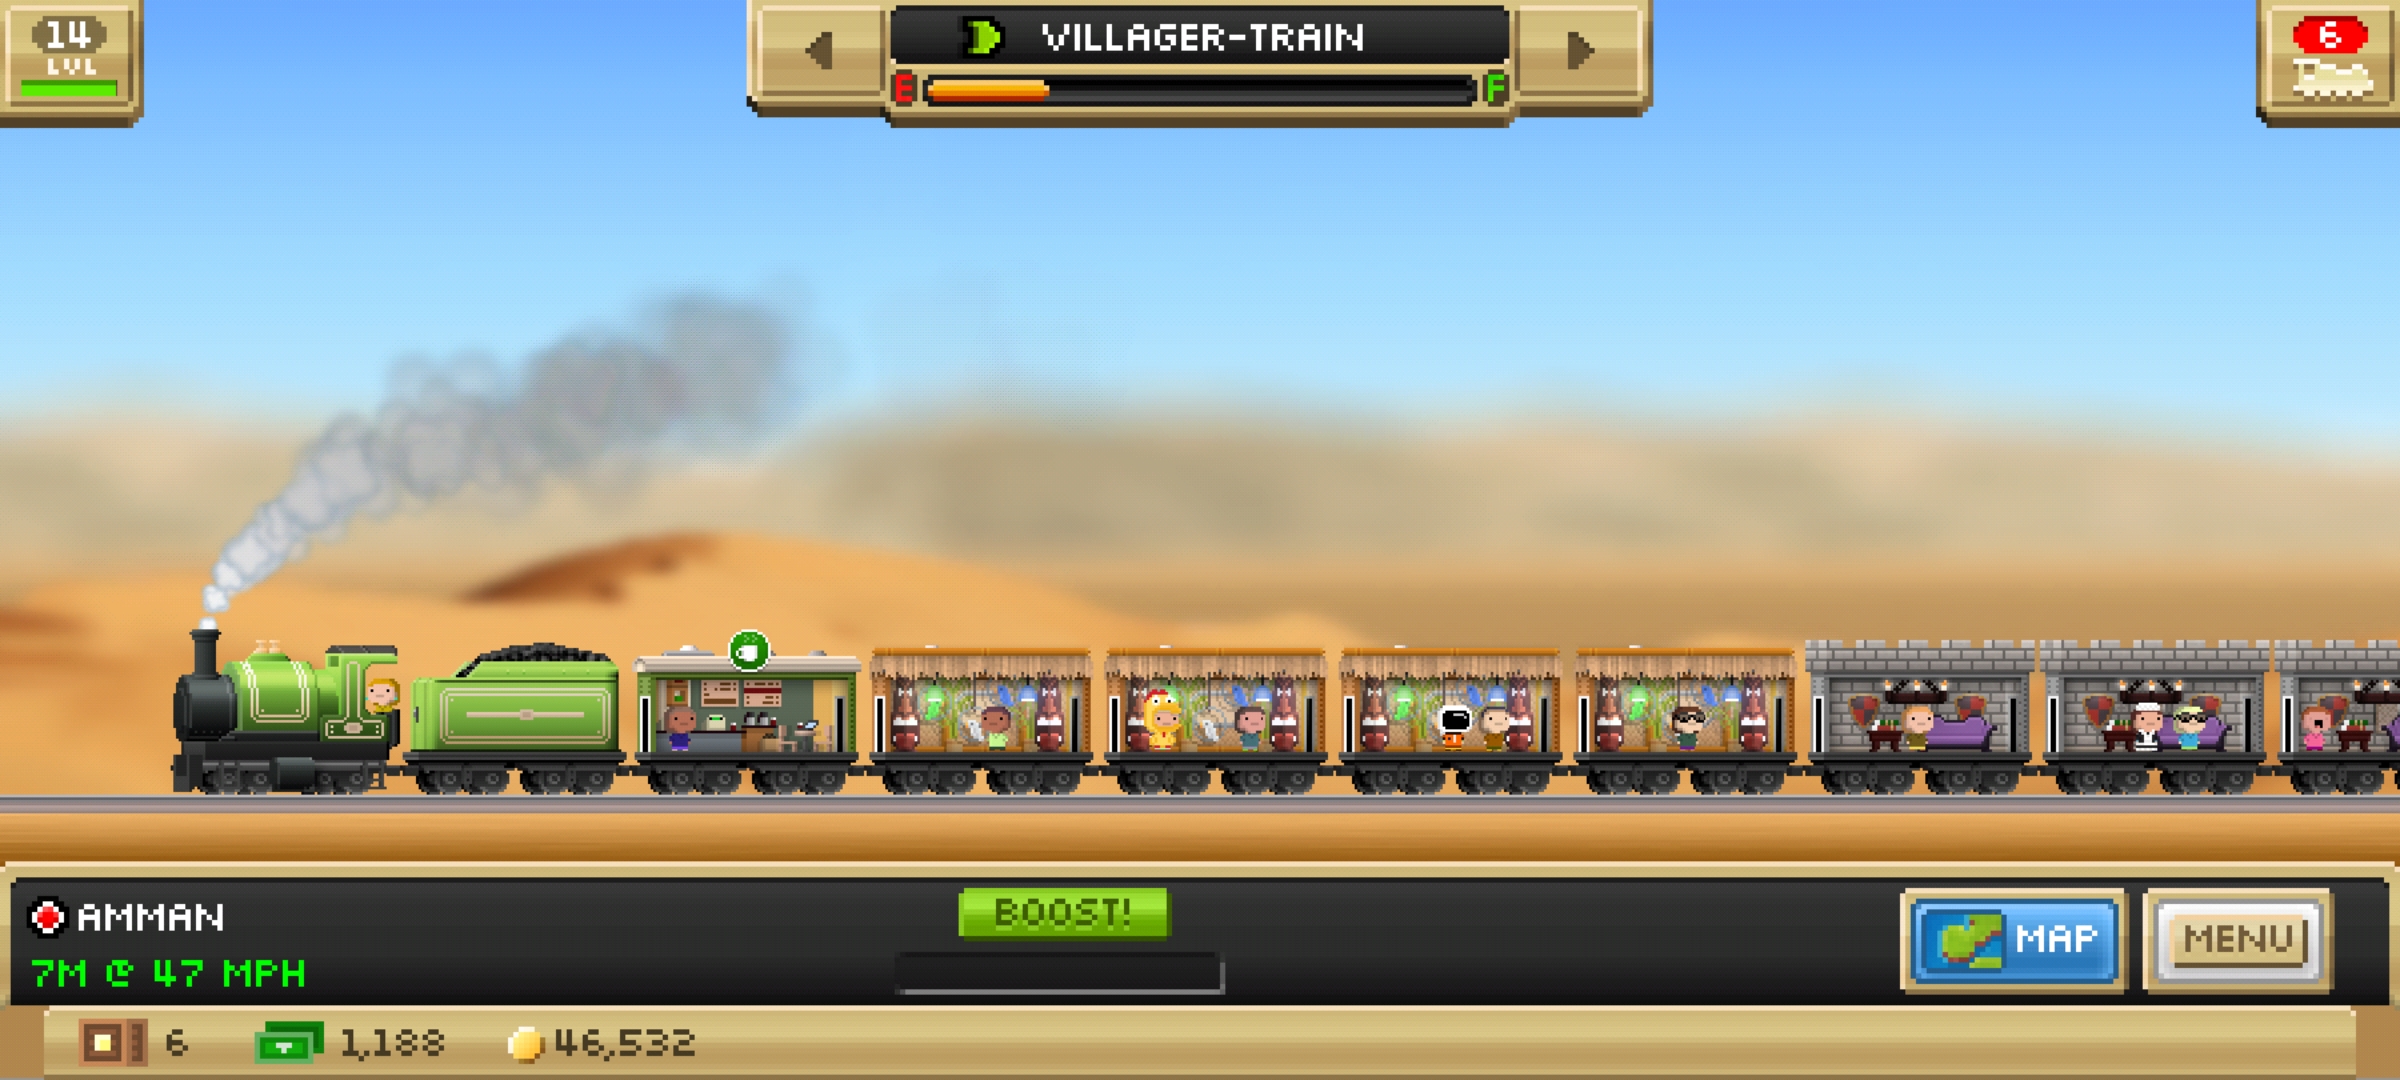 14
LVL
VILLAGER-TRAIN
E F
6
AMMAN
7M @ 47 MPH
BOOST!
MAP
MENU
6
1,188
46,532